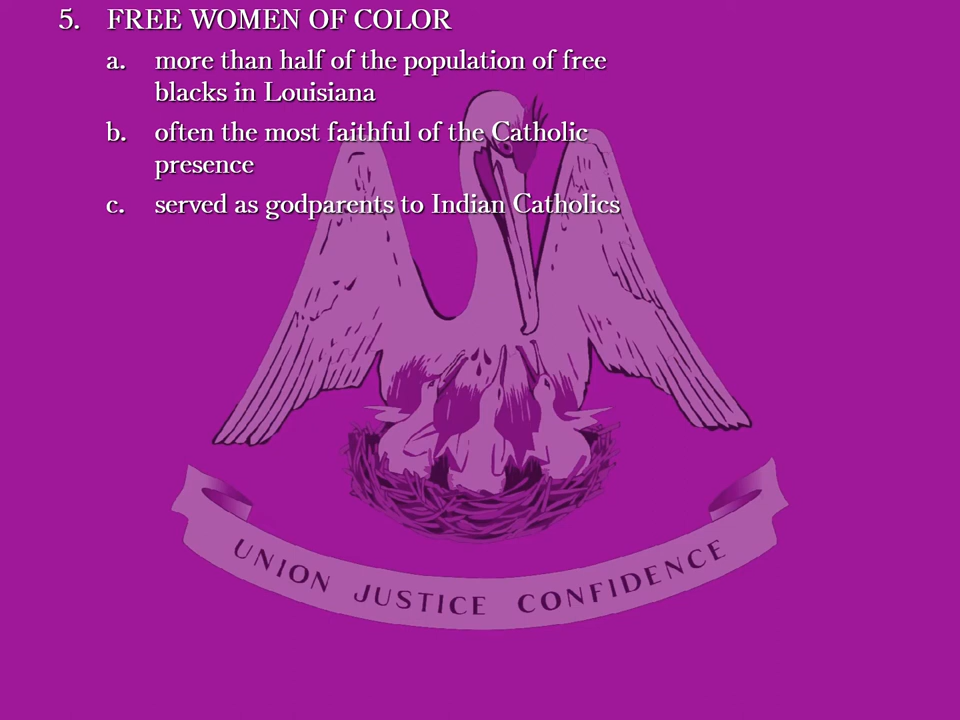 5. FREE WOMEN OF COLOR
a. more than half of the population of free
blacks in Louisiana
b. often the most faithful of the Catholic
presence
c. served as godparents to Indian Catholics
UNION JUSTICE CONFIDENCE